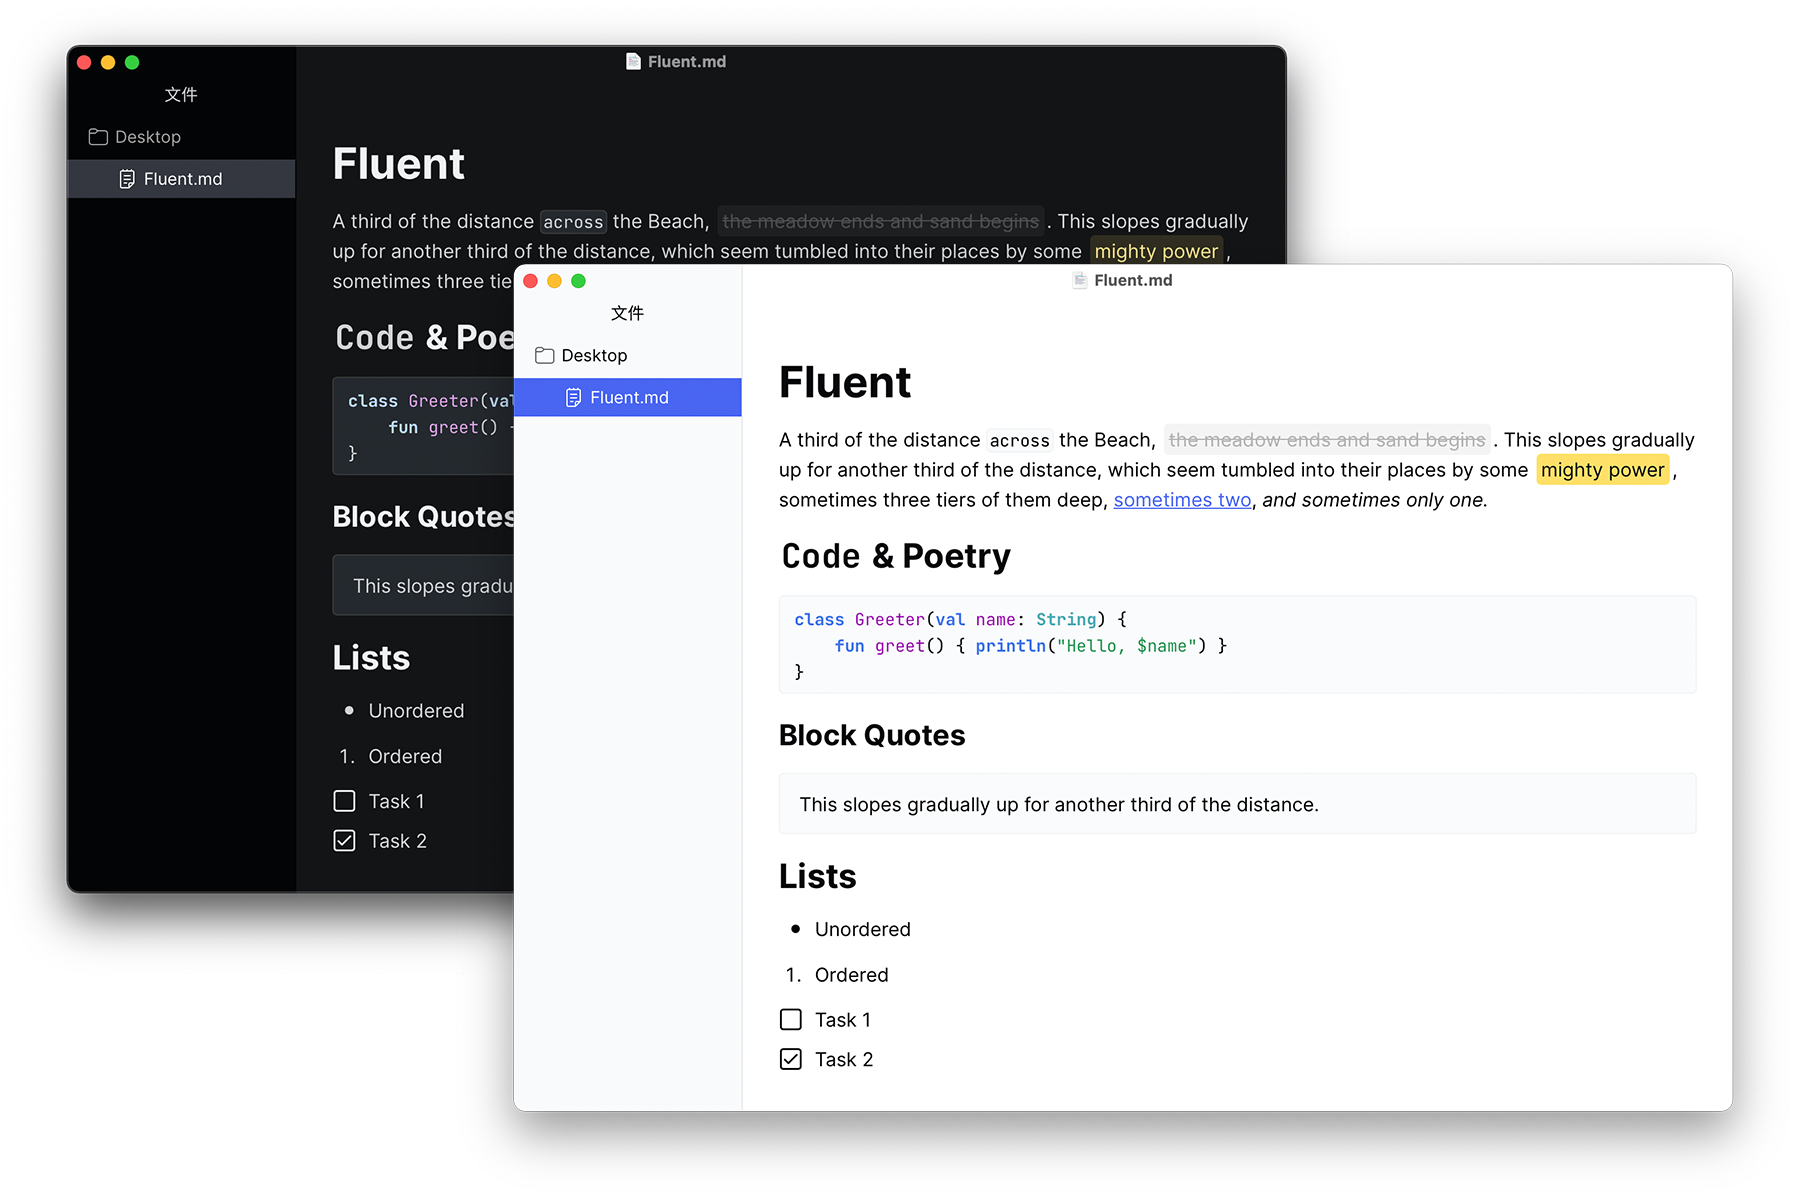 Fluent.md
文件
Desktop
Fluent.md
Fluent
A third of the distance across the Beach, the meadow ends and sand begins. This slopes gradually
up for another third of the distance, which seem tumbled into their places by some mighty power,
sometimes three tie
Code & Poe
class Greeter(val
fun greet()
}
Block Quotes
This slopes gradu
Lists
• Unordered
1. Ordered
Task 1
Task 2
Fluent.md
文件
Desktop
Fluent.md
Fluent
A third of the distance across the Beach, the meadow ends and sand begins. This slopes gradually
up for another third of the distance, which seem tumbled into their places by some mighty power,
sometimes three tiers of them deep, sometimes two, and sometimes only one.
Code & Poetry
class Greeter(val name: String) {
fun greet() { println("Hello, $name") }
}
Block Quotes
This slopes gradually up for another third of the distance.
Lists
• Unordered
1. Ordered
Task 1
Task 2